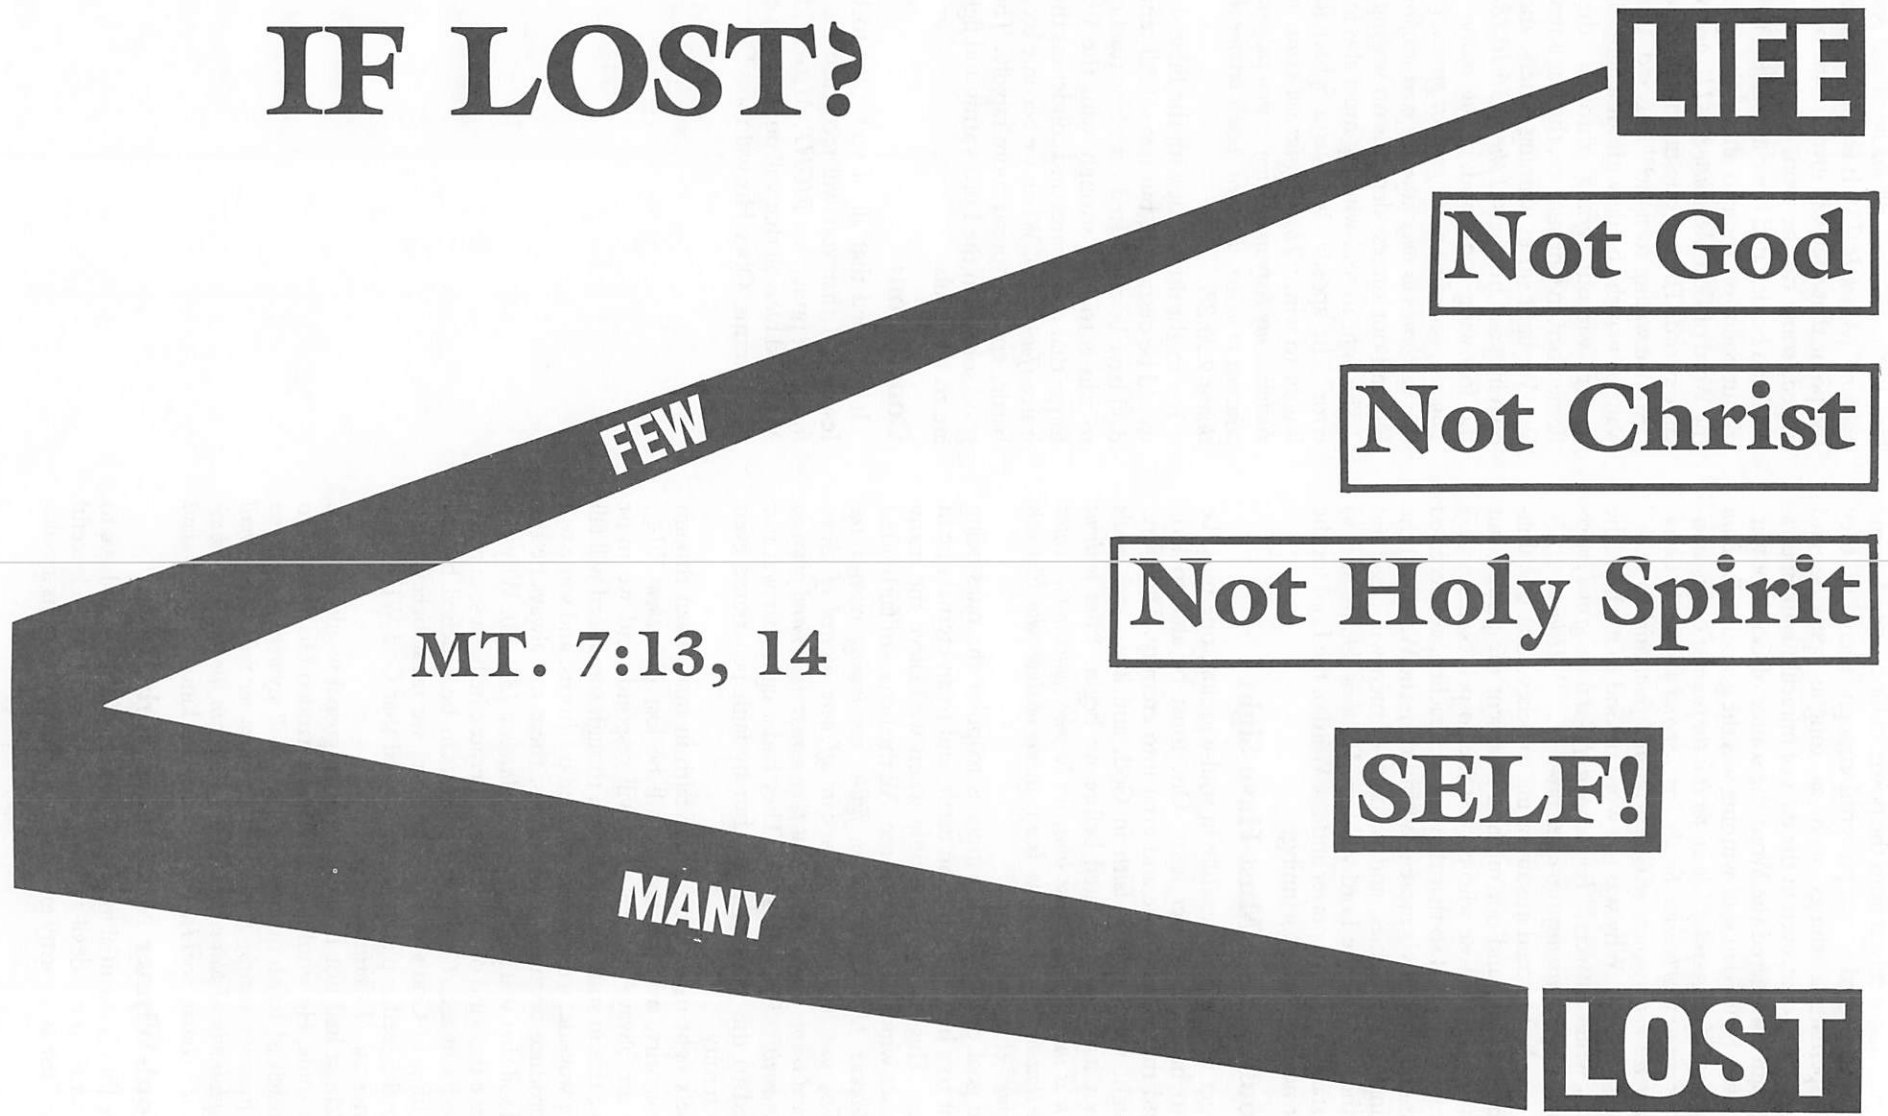 IF LOST?
LIFE
Not God
Not Christ
FEW
Not Holy Spirit
MT. 7:13, 14
SELF!
MANY
LOST